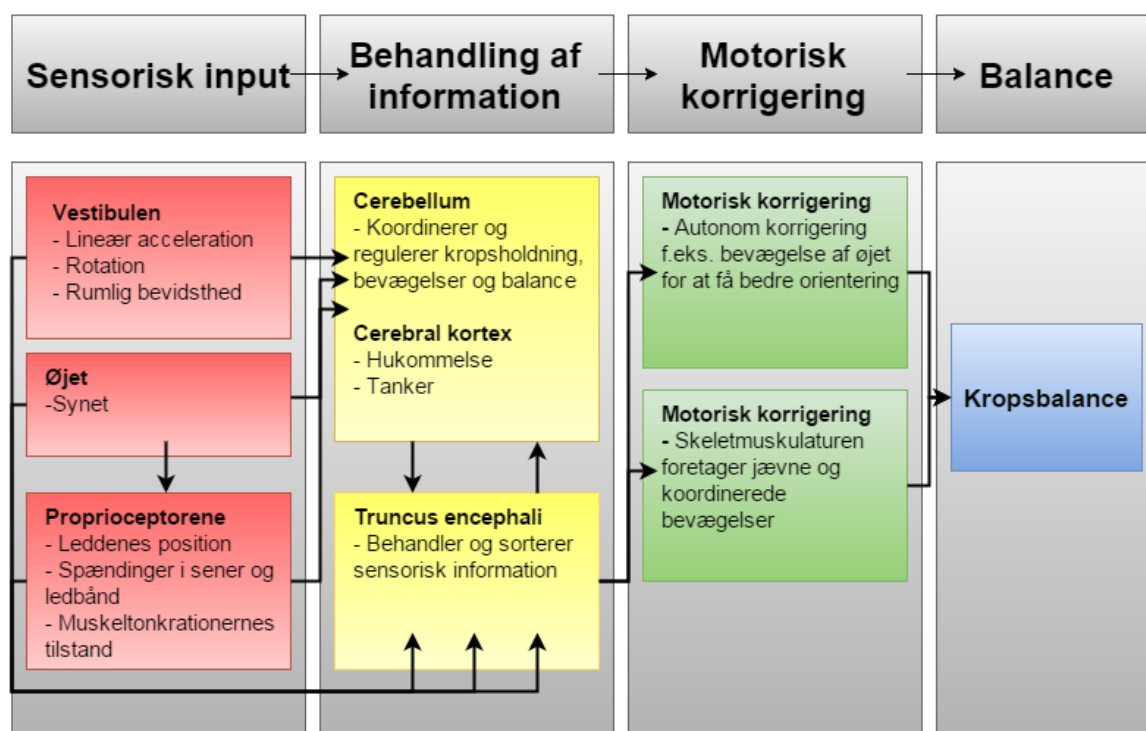 Sensorisk input
Behandling af
information
Motorisk
korrigering
Balance
Vestibulen
- Lineær acceleration
- Rotation
- Rumlig bevidsthed
Øjet
-Synet
Proprioceptorene
- Leddenes position
- Spændinger i sener og
ledbånd
- Muskeltonkrationernes
tilstand
Cerebellum
- Koordinerer og
regulerer kropsholdning,
bevægelser og balance
Cerebral kortex
- Hukommelse
- Tanker
Truncus encephali
- Behandler og sorterer
sensorisk information
Motorisk korrigering
- Autonom korrigering
f.eks. bevægelse af øjet
for at få bedre orientering
Motorisk korrigering
- Skeletmuskulaturen
foretager jævne og
koordinerede
bevægelser
Kropsbalance